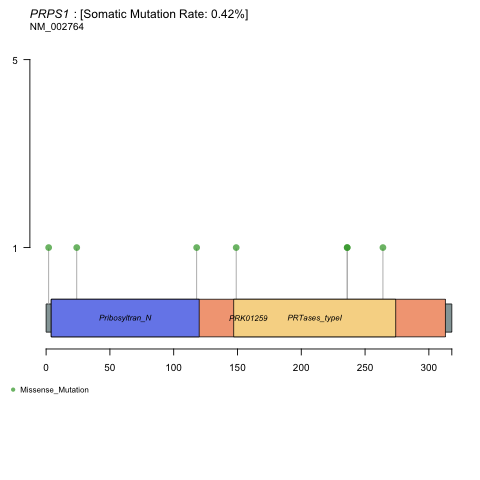 PRPS1 : [Somatic Mutation Rate: 0.42%]
NM_002764
5
1
Pribosyltran_N
PRK01259
PRTases_typeI
0 50 100 150 200 250 300
Missense_Mutation